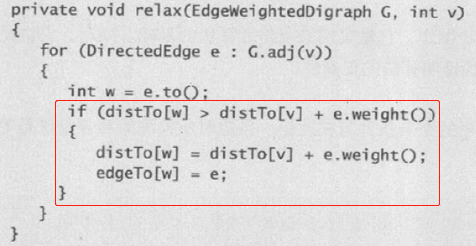 private void relax(EdgeWeightedDigraph G, int v)
{
for (DirectedEdge e : G.adj(v))
{
int w = e.to();
if (distTo[w] > distTo[v] + e.weight())
{
distTo[w] = distTo[v] + e.weight();
edgeTo[w] = e;
}
}
}